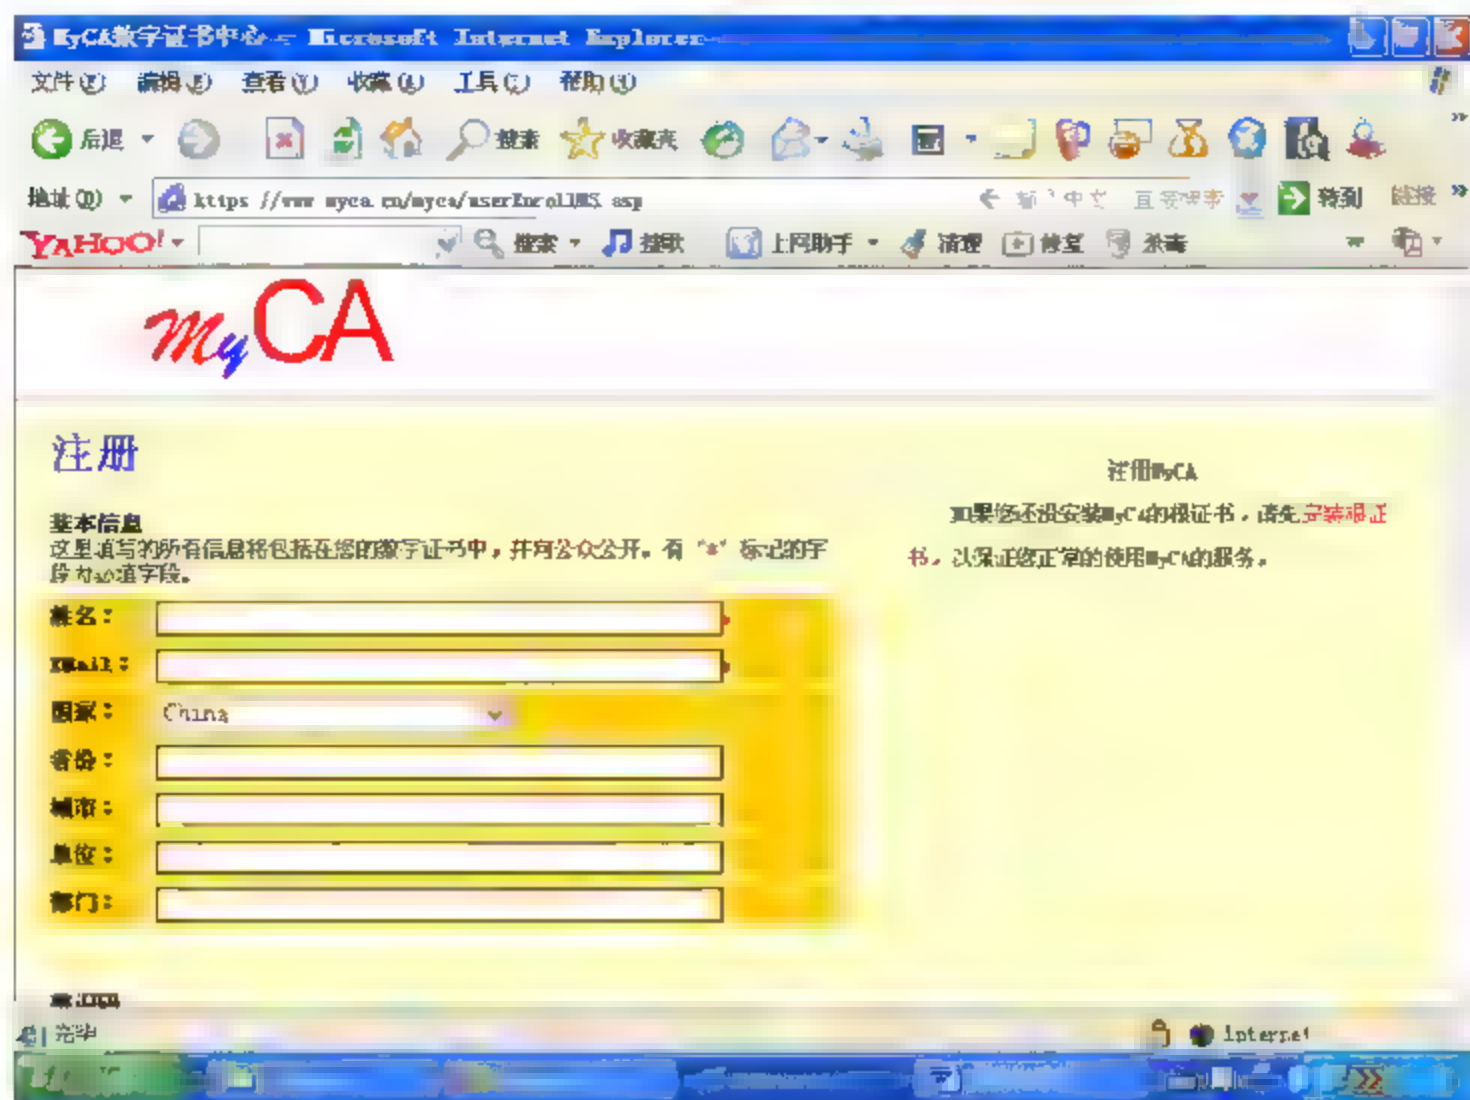 MyCA数字证书中心 - Microsoft Internet Explorer
文件(F) 编辑(E) 查看(V) 收藏(A) 工具(T) 帮助(H)
后退 搜索 收藏夹
地址(D) https://www.myca.cn/myca/userEnrollMS.asp 转到 链接
YAHOO! 搜索 挂歌 上网助手 清理 修复 杀毒
MyCA
注册
注册MyCA
基本信息
如果您还没安装MyCA的根证书，请先安装根证
这里填写的所有信息将包括在您的数字证书中，并向公众公开。有“*”标记的字
书，以保证您正常的使用MyCA的服务。
段为必填字段。
姓名：
EMail：
国家： China
省份：
城市：
单位：
部门：
完毕 Internet